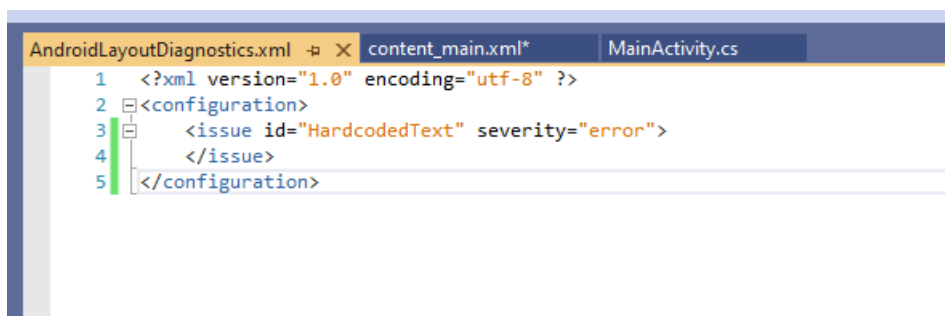 AndroidLayoutDiagnostics.xml content_main.xml* MainActivity.cs
1 <?xml version="1.0" encoding="utf-8" ?>
2 <configuration>
3 <issue id="HardcodedText" severity="error">
4 </issue>
5 </configuration>